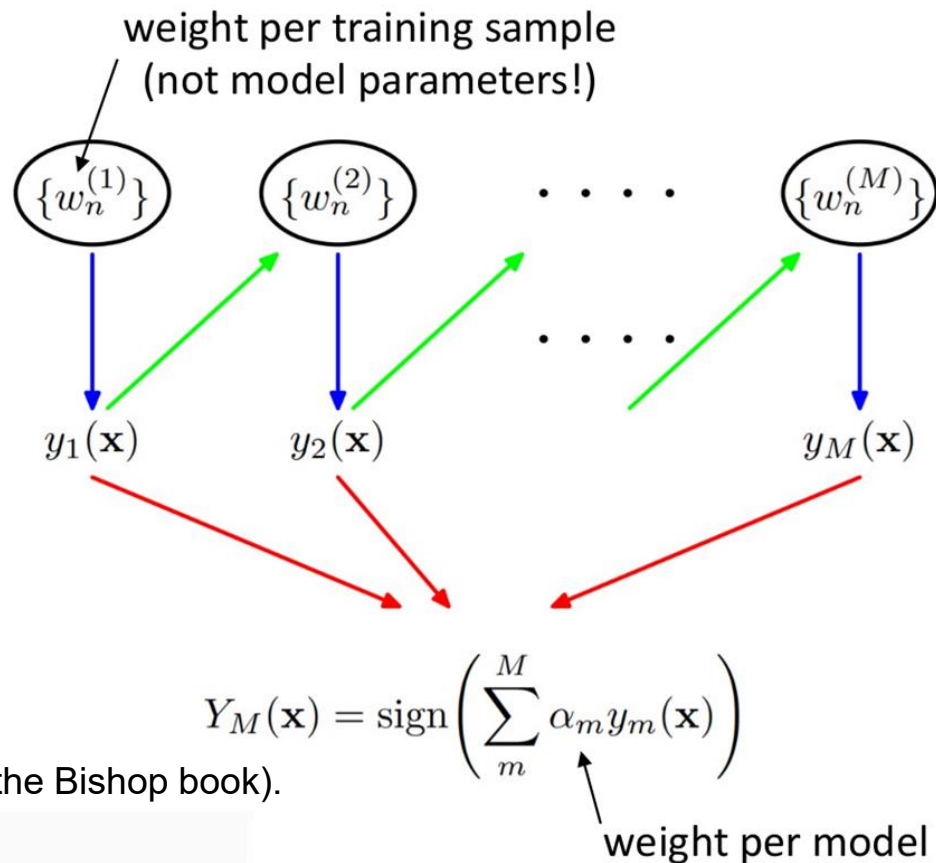 weight per training sample
(not model parameters!)
{w_n^{(1)}} {w_n^{(2)}} · · · · {w_n^{(M)}}
· · · ·
y_1(x) y_2(x) y_M(x)
Y_M(x) = sign(∑_m^M α_m y_m(x))
the Bishop book).
weight per model